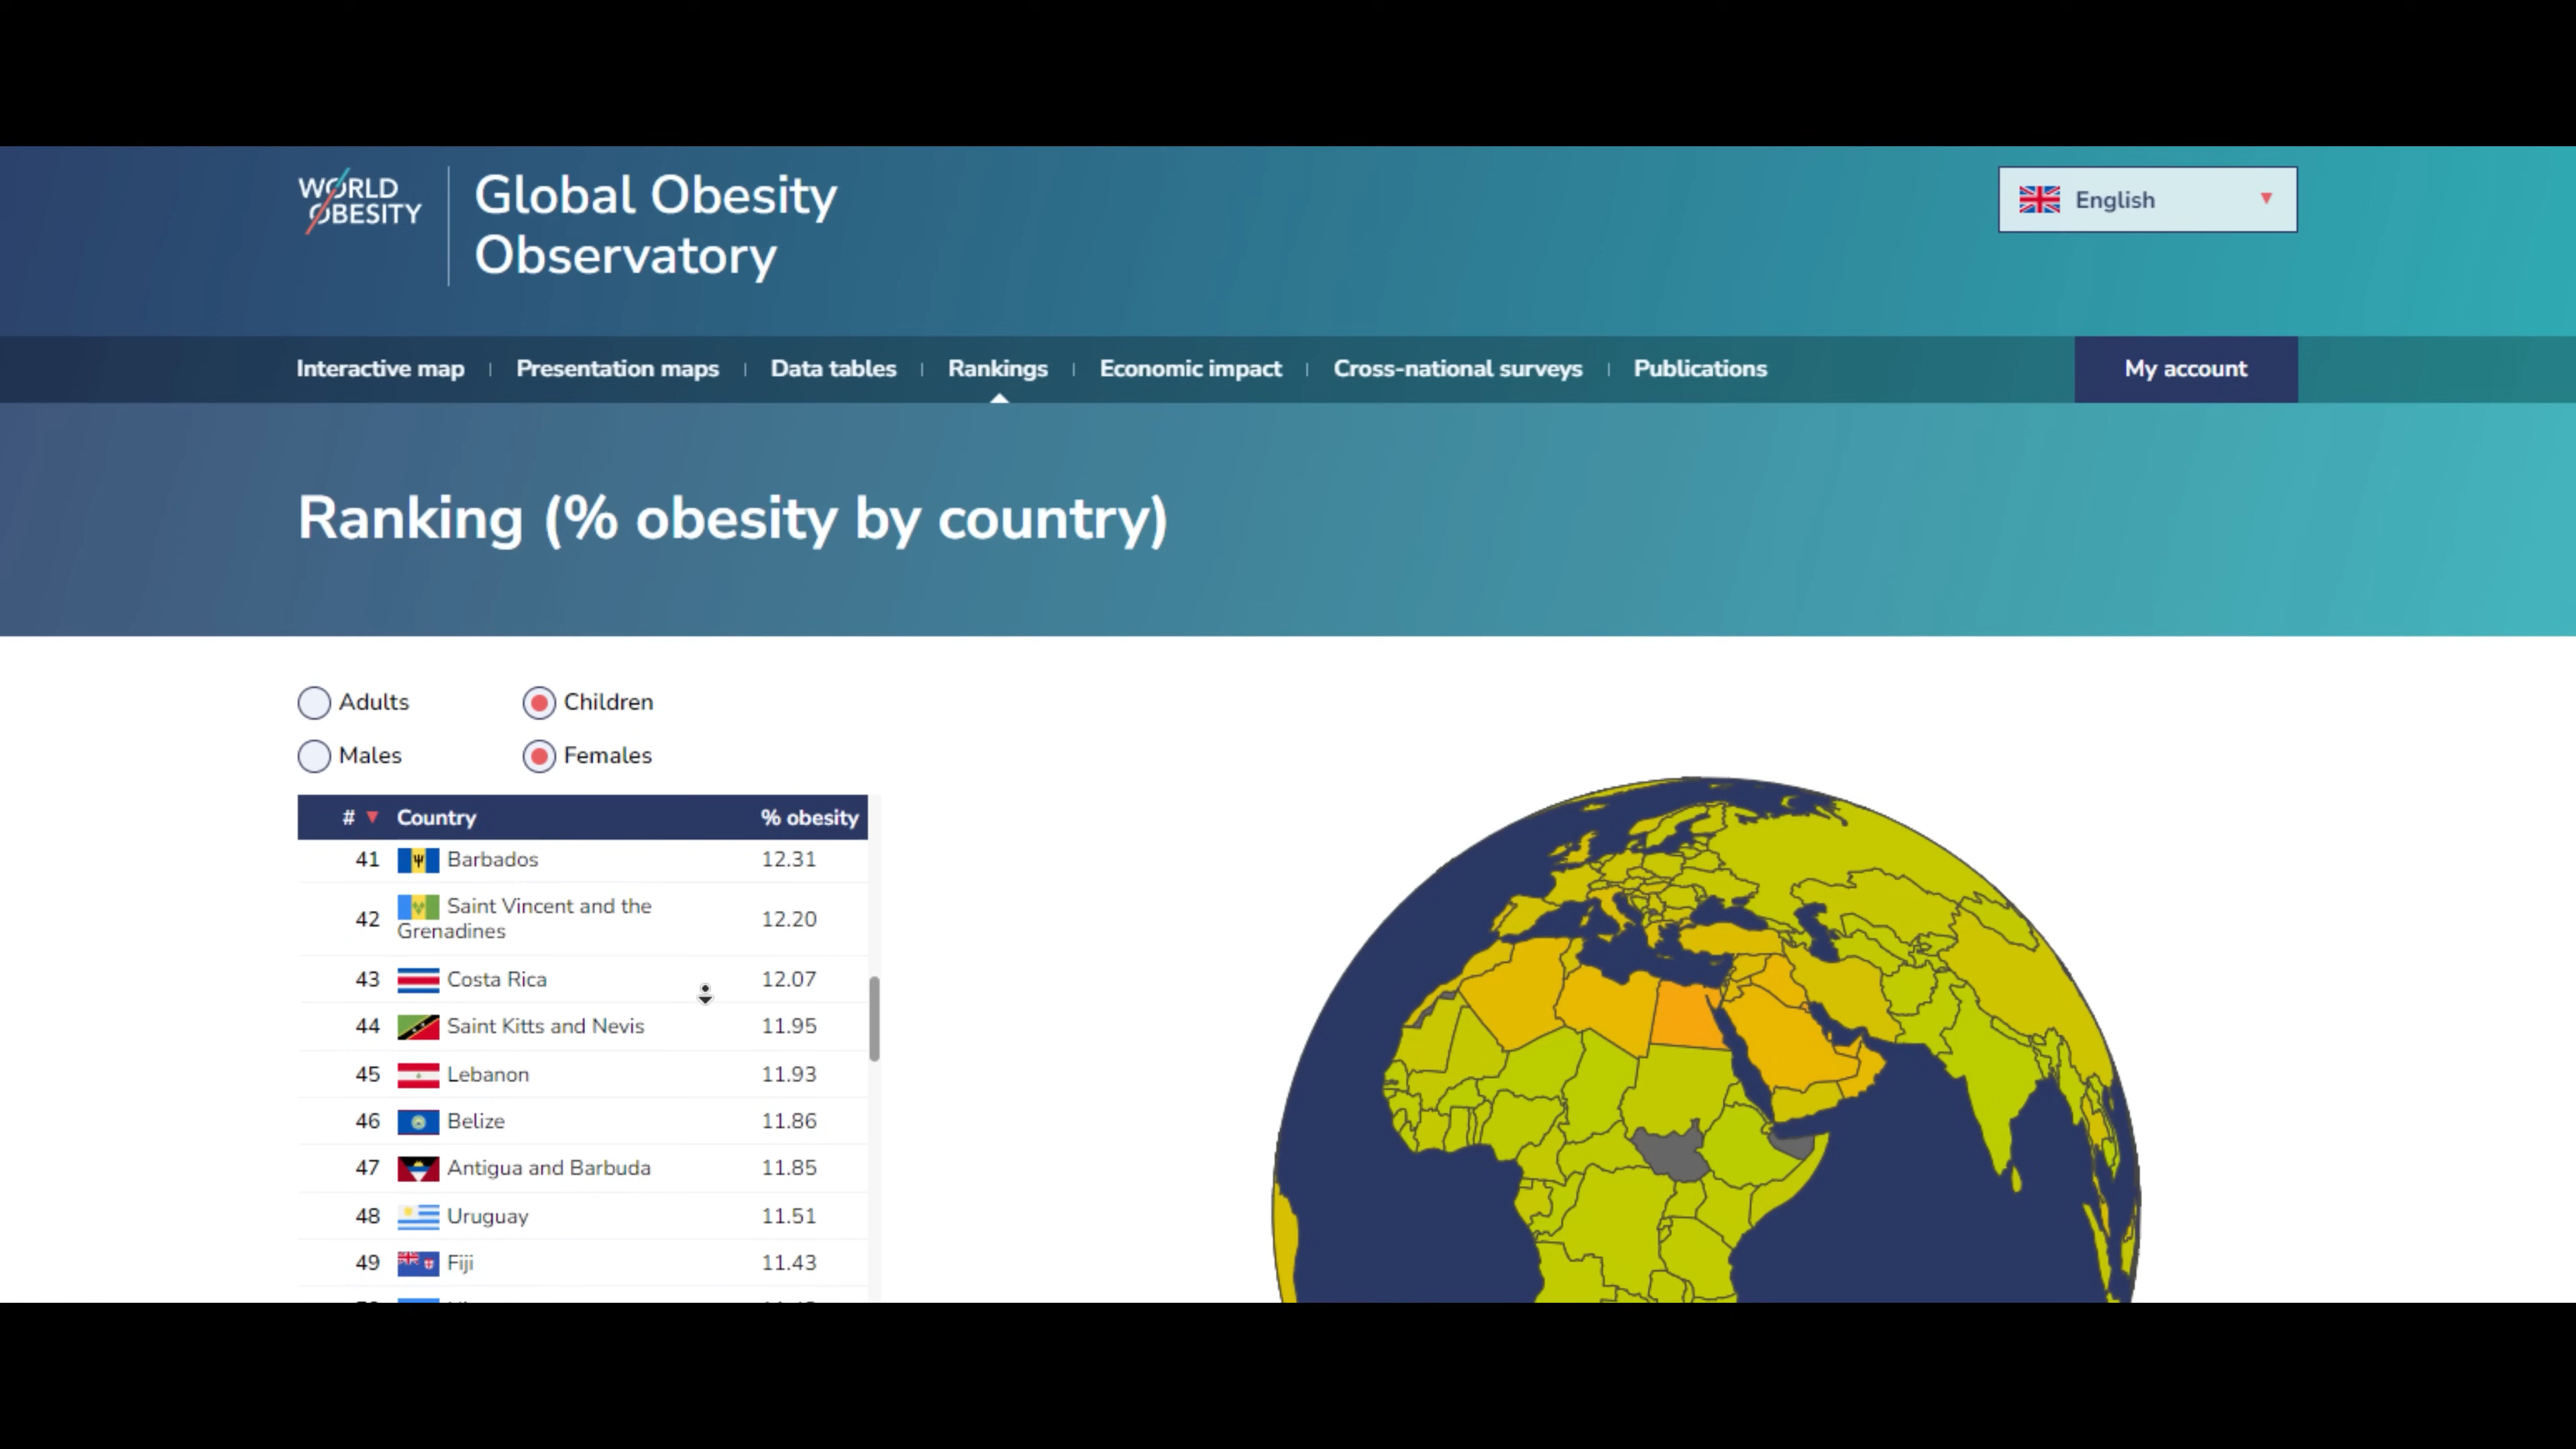 WORLD
OBESITY
Global Obesity
Observatory
English
Interactive map
Presentation maps
Data tables
Rankings
Economic impact
Cross-national surveys
Publications
My account
Ranking (% obesity by country)
Adults
Children
Males
Females
# Country % obesity
41 Barbados 12.31
42 Saint Vincent and the Grenadines 12.20
43 Costa Rica 12.07
44 Saint Kitts and Nevis 11.95
45 Lebanon 11.93
46 Belize 11.86
47 Antigua and Barbuda 11.85
48 Uruguay 11.51
49 Fiji 11.43